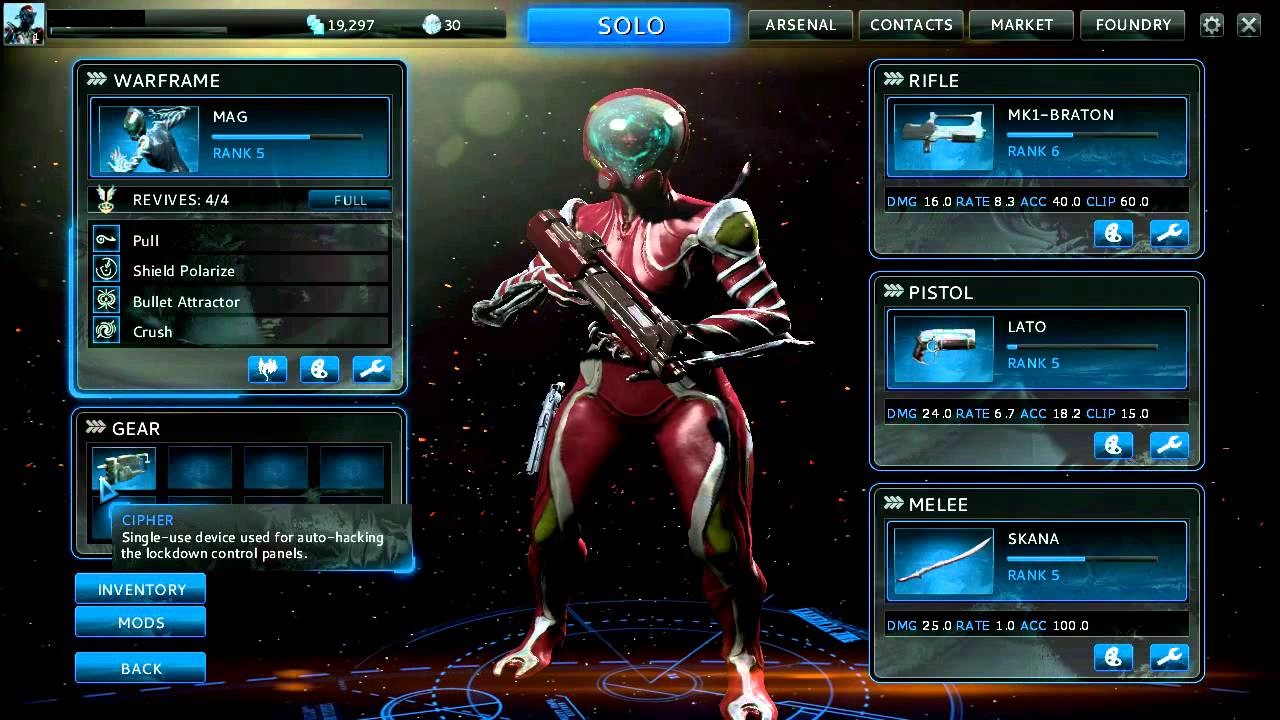 1
19,297
30
SOLO
ARSENAL
CONTACTS
MARKET
FOUNDRY
WARFRAME
MAG
RANK 5
REVIVES: 4/4
FULL
Pull
Shield Polarize
Bullet Attractor
Crush
GEAR
CIPHER
Single-use device used for auto-hacking
the lockdown control panels.
INVENTORY
MODS
BACK
RIFLE
MK1-BRATON
RANK 6
DMG 16.0 RATE 8.3 ACC 40.0 CLIP 60.0
PISTOL
LATO
RANK 5
DMG 24.0 RATE 6.7 ACC 18.2 CLIP 15.0
MELEE
SKANA
RANK 5
DMG 25.0 RATE 1.0 ACC 100.0